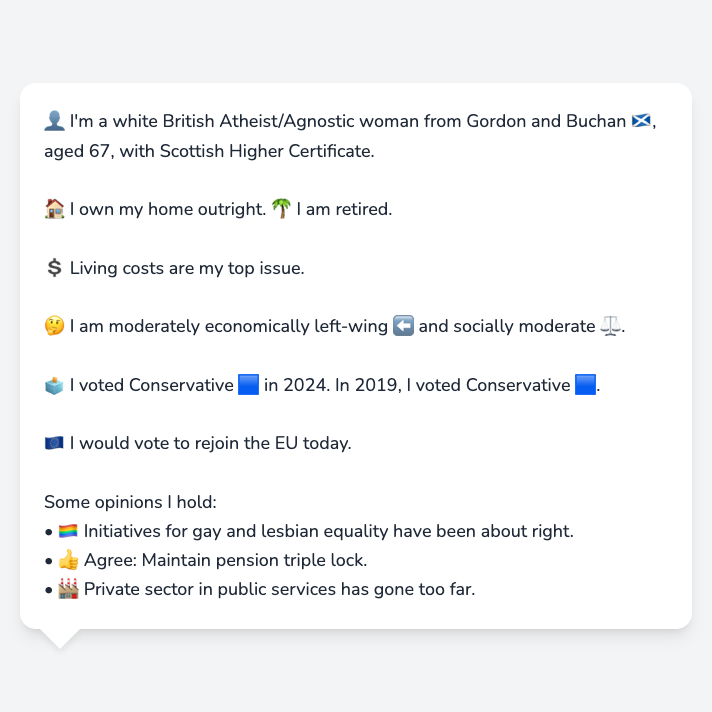 👤 I'm a white British Atheist/Agnostic woman from Gordon and Buchan 🏴󠁧󠁢󠁳󠁣󠁴󠁿,
aged 67, with Scottish Higher Certificate.
🏠 I own my home outright. 🌴 I am retired.
💲 Living costs are my top issue.
🤔 I am moderately economically left-wing ⬅️ and socially moderate ⚖️.
🗳️ I voted Conservative 🟦 in 2024. In 2019, I voted Conservative 🟦.
🇪🇺 I would vote to rejoin the EU today.
Some opinions I hold:
• 🏳️‍🌈 Initiatives for gay and lesbian equality have been about right.
• 👍 Agree: Maintain pension triple lock.
• 🏭 Private sector in public services has gone too far.